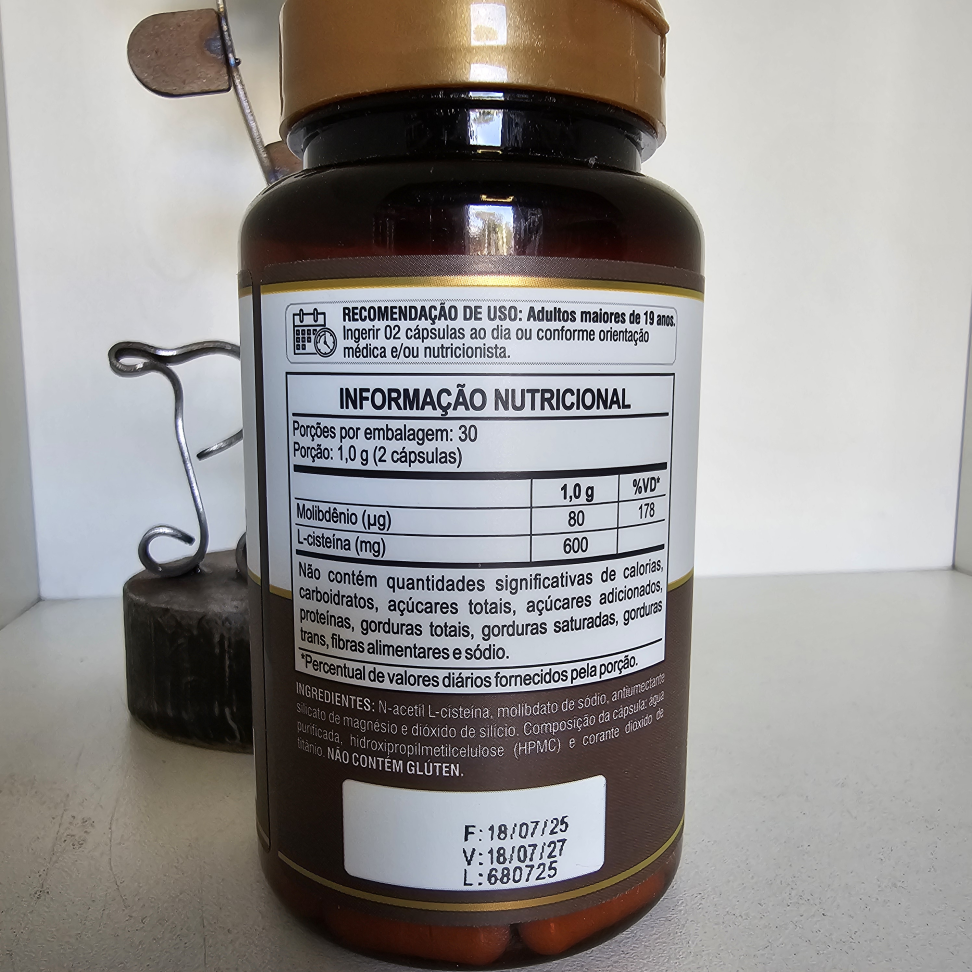 RECOMENDAÇÃO DE USO: Adultos maiores de 19 anos.
Ingerir 02 cápsulas ao dia ou conforme orientação
médica e/ou nutricionista.
INFORMAÇÃO NUTRICIONAL
Porções por embalagem: 30
Porção: 1,0 g (2 cápsulas)
1,0 g %VD*
Molibdênio (µg) 80 178
L-cisteína (mg) 600
Não contém quantidades significativas de calorias,
carboidratos, açúcares totais, açúcares adicionados,
proteínas, gorduras totais, gorduras saturadas, gorduras
trans, fibras alimentares e sódio.
*Percentual de valores diários fornecidos pela porção.
INGREDIENTES: N-acetil L-cisteína, molibdato de sódio, antiumectante
silicato de magnésio e dióxido de silício. Composição da cápsula: água
purificada, hidroxipropilmetilcelulose (HPMC) e corante dióxido de
titânio. NÃO CONTÉM GLÚTEN.
F:18/07/25
V:18/07/27
L:680725